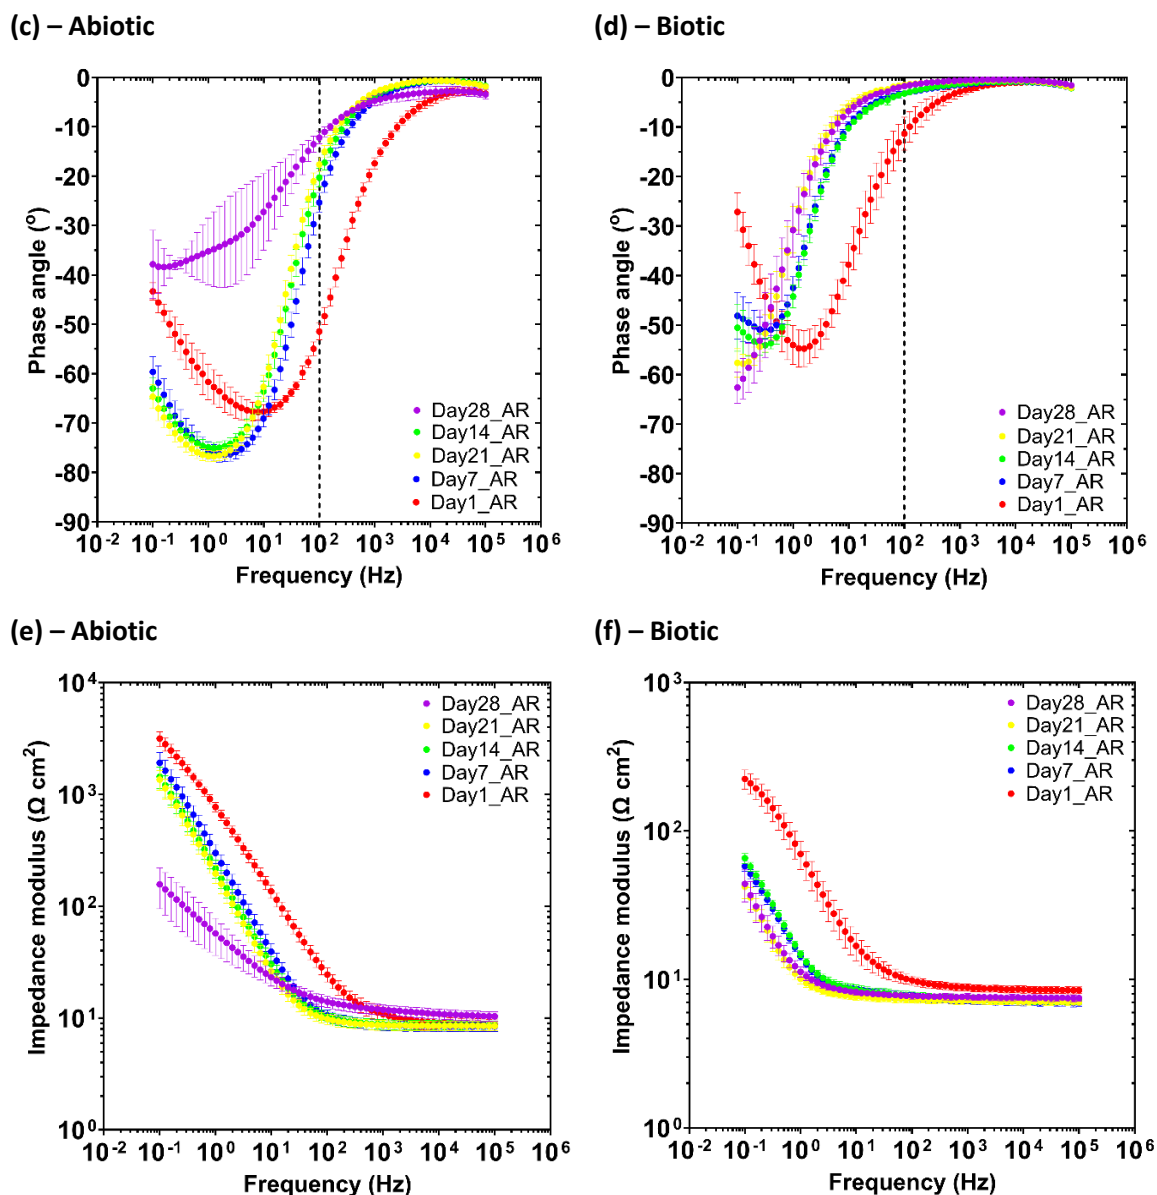 (c) – Abiotic
(d) – Biotic
0
-10
-20
-30
-40
-50
-60
-70
-80
-90
Phase angle (º)
Day28_AR
Day14_AR
Day21_AR
Day7_AR
Day1_AR
10-2 10-1 100 101 102 103 104 105 106
Frequency (Hz)
0
-10
-20
-30
-40
-50
-60
-70
-80
-90
Phase angle (º)
Day28_AR
Day21_AR
Day14_AR
Day7_AR
Day1_AR
10-2 10-1 100 101 102 103 104 105 106
Frequency (Hz)
(e) – Abiotic
(f) – Biotic
104
103
102
101
100
Impedance modulus (Ω cm2)
Day28_AR
Day21_AR
Day14_AR
Day7_AR
Day1_AR
10-2 10-1 100 101 102 103 104 105 106
Frequency (Hz)
103
102
101
100
Impedance modulus (Ω cm2)
Day28_AR
Day21_AR
Day14_AR
Day7_AR
Day1_AR
10-2 10-1 100 101 102 103 104 105 106
Frequency (Hz)